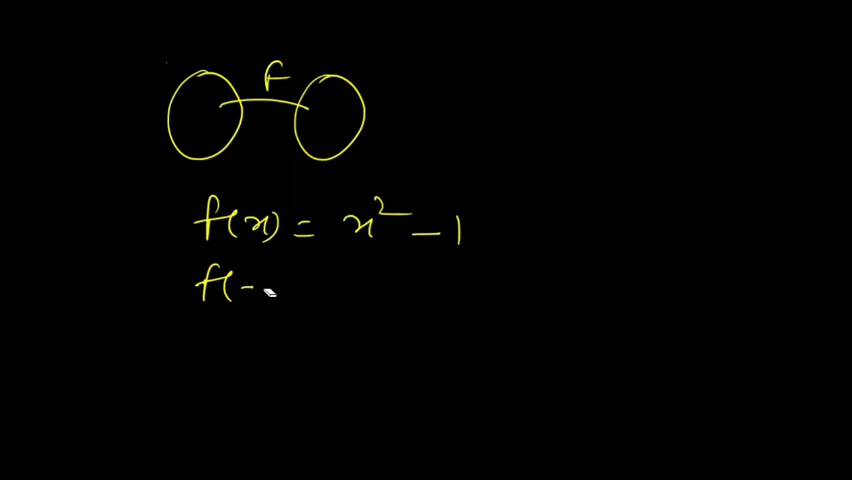 F
f(x) = x² - 1
f(-